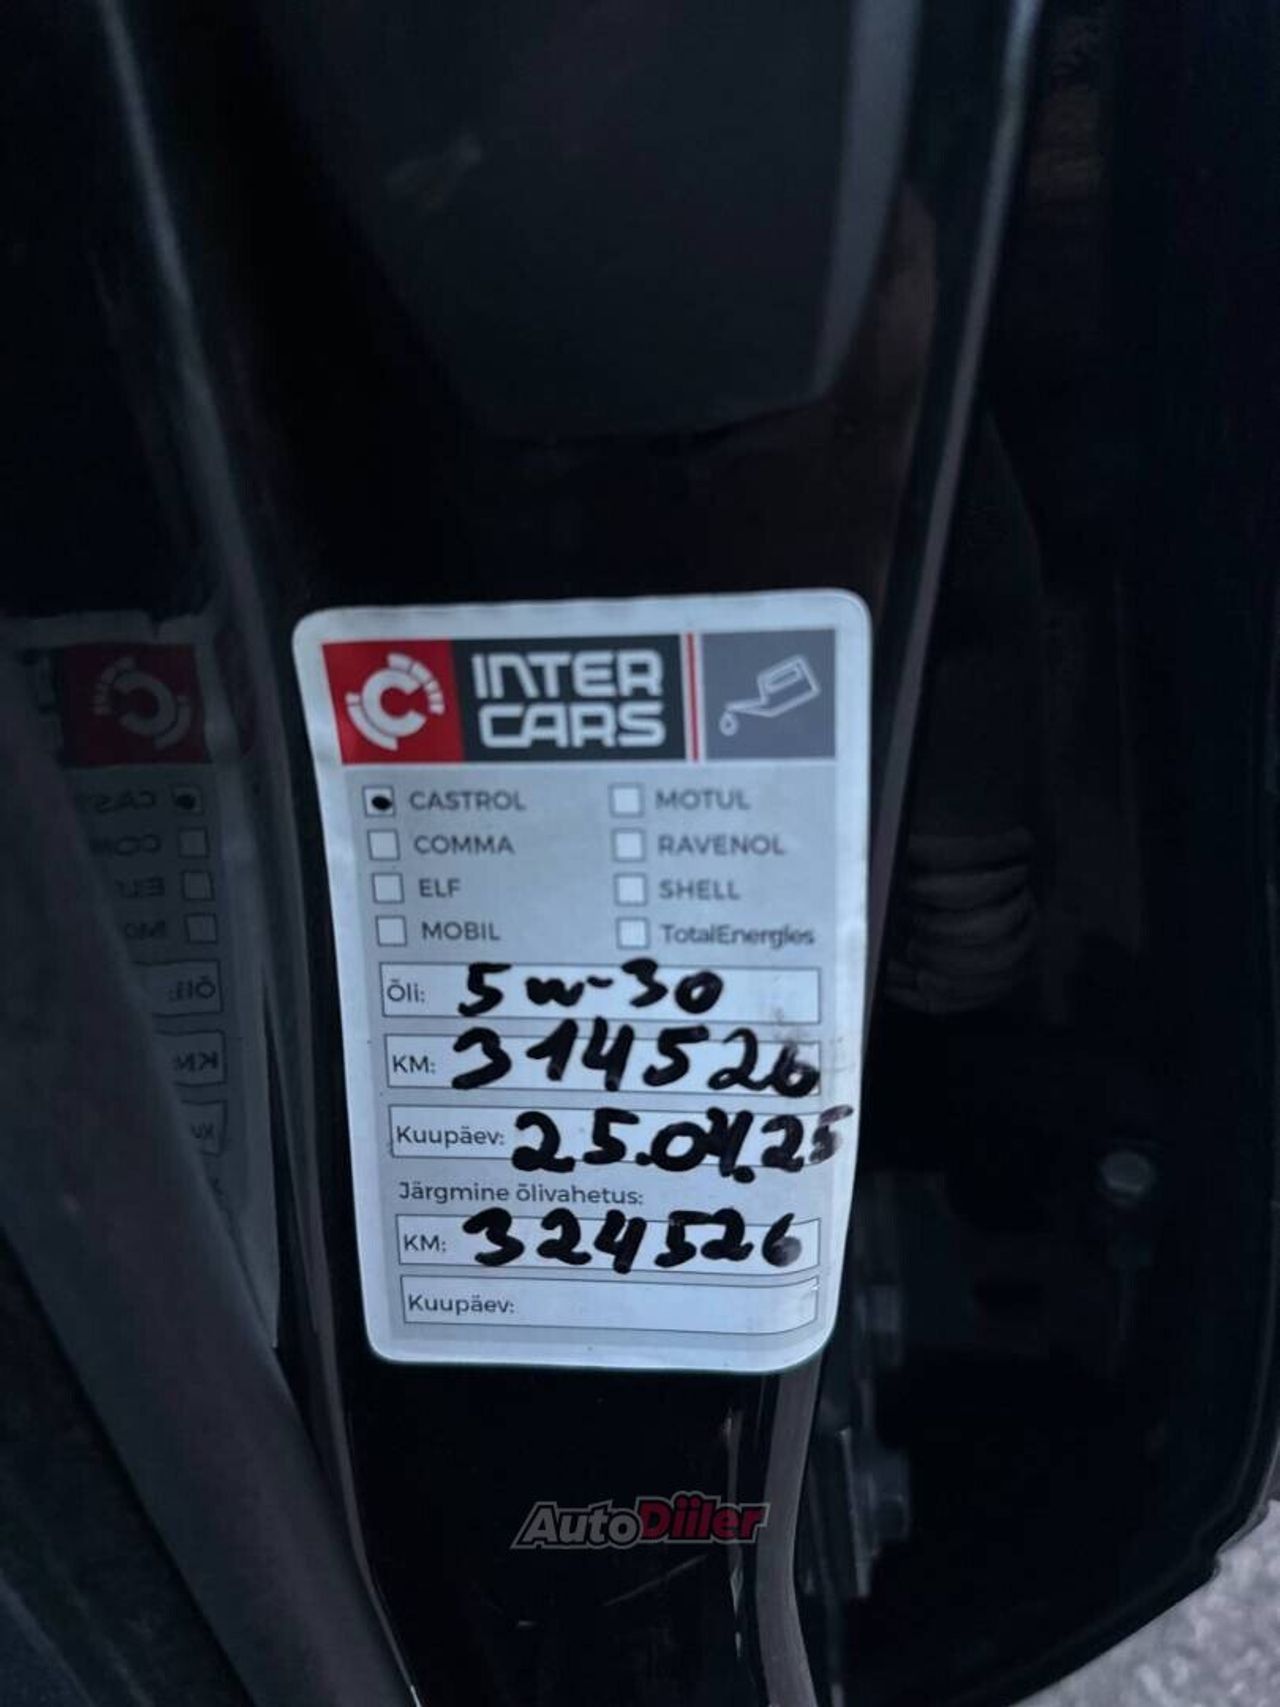 INTER
CARS
CASTROL MOTUL
COMMA RAVENOL
ELF SHELL
MOBIL TotalEnergies
Õli: 5w-30
KM: 314526
Kuupäev: 25.04.25
Järgmine õlivahetus:
KM: 324526
Kuupäev:
AutoDiiler